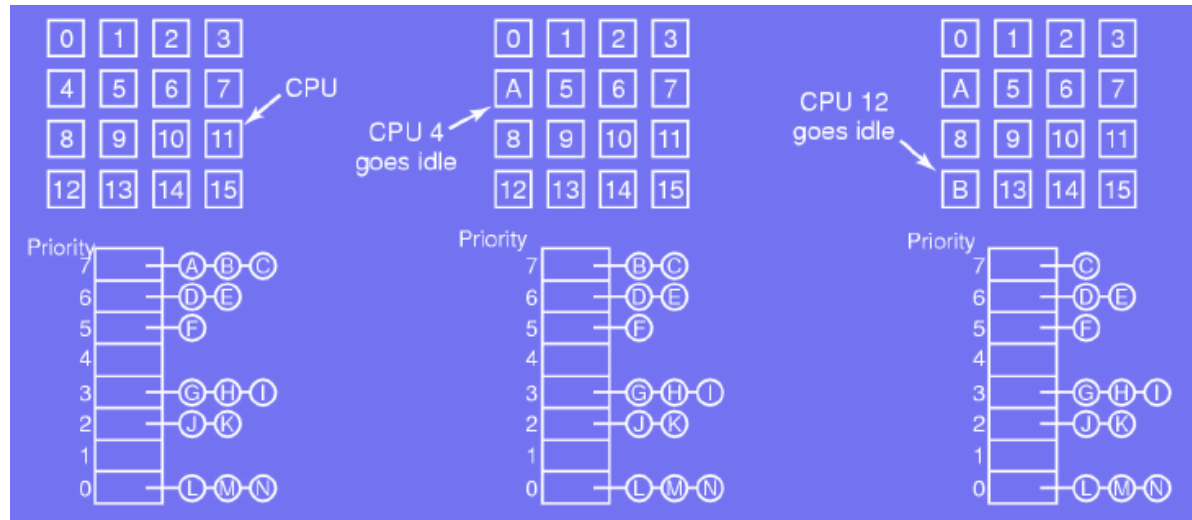 0 1 2 3
4 5 6 7
8 9 10 11
12 13 14 15
CPU
Priority
7 A B C
6 D E
5 F
4
3 G H I
2 J K
1
0 L M N
0 1 2 3
A 5 6 7
8 9 10 11
12 13 14 15
CPU 4
goes idle
Priority
7 B C
6 D E
5 F
4
3 G H I
2 J K
1
0 L M N
0 1 2 3
A 5 6 7
8 9 10 11
B 13 14 15
CPU 12
goes idle
Priority
7 C
6 D E
5 F
4
3 G H I
2 J K
1
0 L M N